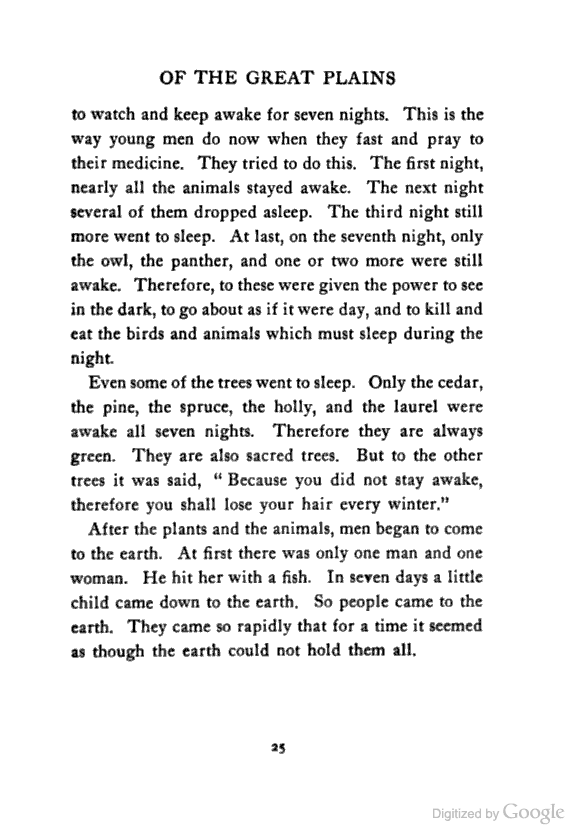 OF THE GREAT PLAINS
to watch and keep awake for seven nights. This is the
way young men do now when they fast and pray to
their medicine. They tried to do this. The first night,
nearly all the animals stayed awake. The next night
several of them dropped asleep. The third night still
more went to sleep. At last, on the seventh night, only
the owl, the panther, and one or two more were still
awake. Therefore, to these were given the power to see
in the dark, to go about as if it were day, and to kill and
eat the birds and animals which must sleep during the
night.
Even some of the trees went to sleep. Only the cedar,
the pine, the spruce, the holly, and the laurel were
awake all seven nights. Therefore they are always
green. They are also sacred trees. But to the other
trees it was said, " Because you did not stay awake,
therefore you shall lose your hair every winter."
After the plants and the animals, men began to come
to the earth. At first there was only one man and one
woman. He hit her with a fish. In seven days a little
child came down to the earth. So people came to the
earth. They came so rapidly that for a time it seemed
as though the earth could not hold them all.
25
Digitized by Google